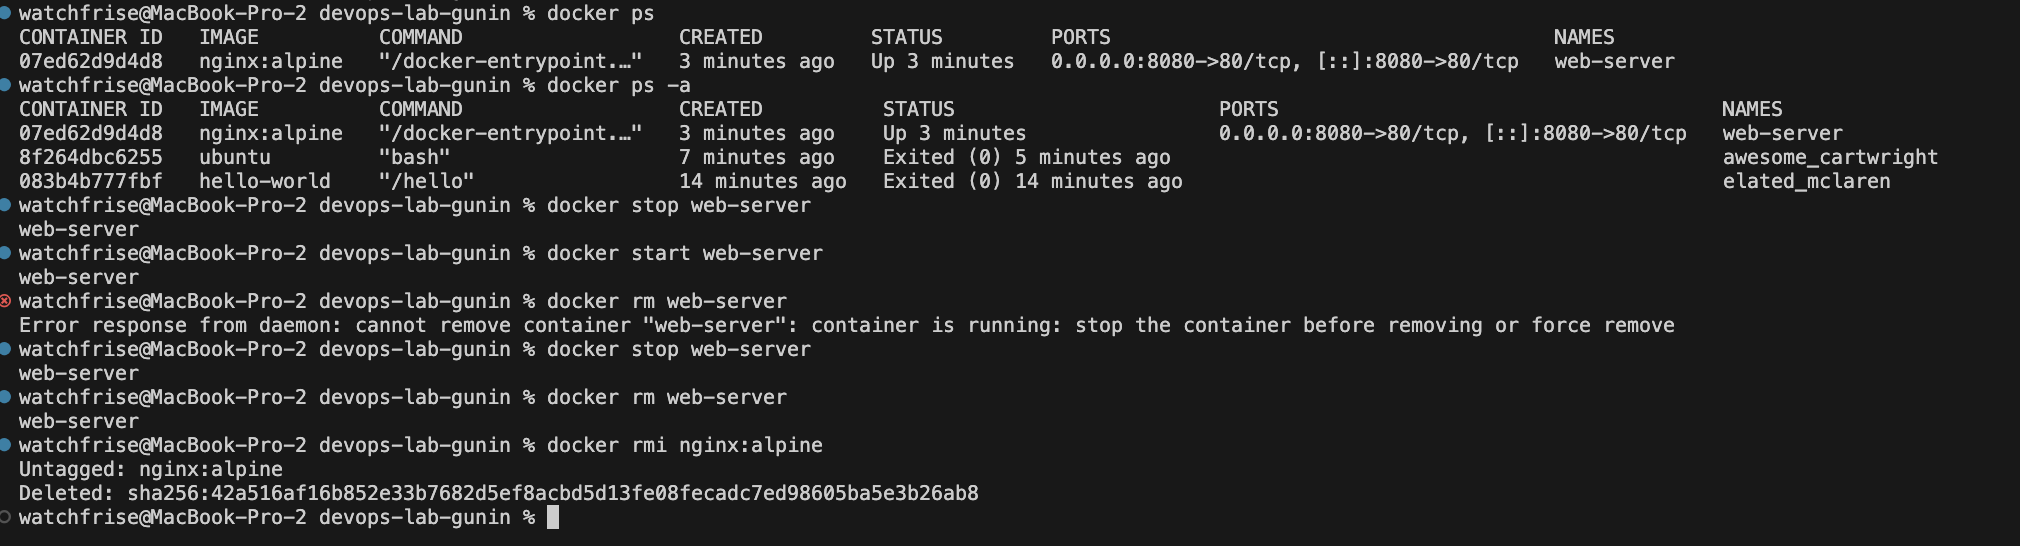 watchfrise@MacBook-Pro-2 devops-lab-gunin % docker ps
CONTAINER ID   IMAGE          COMMAND                  CREATED         STATUS         PORTS                                     NAMES
07ed62d9d4d8   nginx:alpine   "/docker-entrypoint.…"   3 minutes ago   Up 3 minutes   0.0.0.0:8080->80/tcp, [::]:8080->80/tcp   web-server
watchfrise@MacBook-Pro-2 devops-lab-gunin % docker ps -a
CONTAINER ID   IMAGE          COMMAND                  CREATED          STATUS                      PORTS                                     NAMES
07ed62d9d4d8   nginx:alpine   "/docker-entrypoint.…"   3 minutes ago    Up 3 minutes                0.0.0.0:8080->80/tcp, [::]:8080->80/tcp   web-server
8f264dbc6255   ubuntu         "bash"                   7 minutes ago    Exited (0) 5 minutes ago                                              awesome_cartwright
083b4b777fbf   hello-world    "/hello"                 14 minutes ago   Exited (0) 14 minutes ago                                             elated_mclaren
watchfrise@MacBook-Pro-2 devops-lab-gunin % docker stop web-server
web-server
watchfrise@MacBook-Pro-2 devops-lab-gunin % docker start web-server
web-server
watchfrise@MacBook-Pro-2 devops-lab-gunin % docker rm web-server
Error response from daemon: cannot remove container "web-server": container is running: stop the container before removing or force remove
watchfrise@MacBook-Pro-2 devops-lab-gunin % docker stop web-server
web-server
watchfrise@MacBook-Pro-2 devops-lab-gunin % docker rm web-server
web-server
watchfrise@MacBook-Pro-2 devops-lab-gunin % docker rmi nginx:alpine
Untagged: nginx:alpine
Deleted: sha256:42a516af16b852e33b7682d5ef8acbd5d13fe08fecadc7ed98605ba5e3b26ab8
watchfrise@MacBook-Pro-2 devops-lab-gunin %